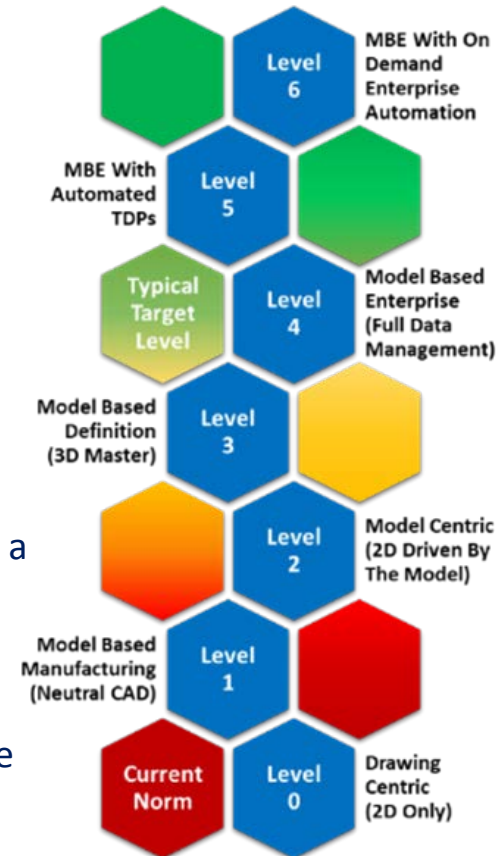 Level
6
MBE With On
Demand
Enterprise
Automation
MBE With
Automated
TDPs
Level
5
Typical
Target
Level
Level
4
Model Based
Enterprise
(Full Data
Management)
Model Based
Definition
(3D Master)
Level
3
a
Level
2
Model Centric
(2D Driven By
The Model)
Model Based
Manufacturing
(Neutral CAD)
Level
1
e
Current
Norm
Level
0
Drawing
Centric
(2D Only)